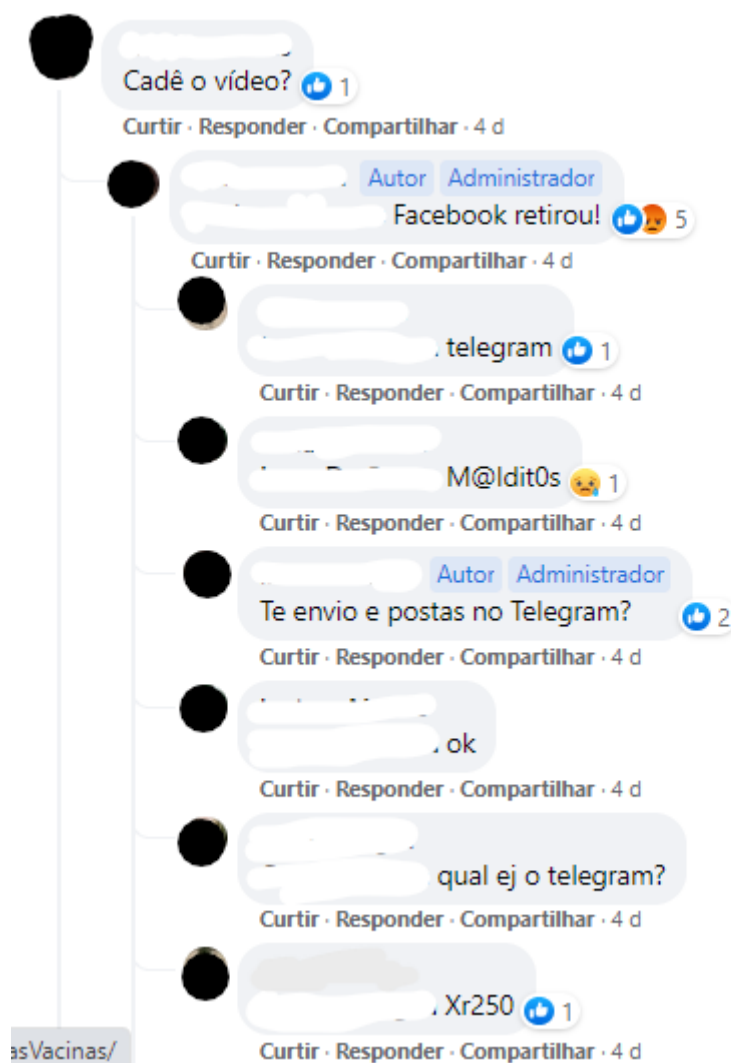 Cadê o vídeo? 1
Curtir · Responder · Compartilhar · 4 d
Autor Administrador
Facebook retirou! 5
Curtir · Responder · Compartilhar · 4 d
telegram 1
Curtir · Responder · Compartilhar · 4 d
M@ldit0s 1
Curtir · Responder · Compartilhar · 4 d
Autor Administrador
Te envio e postas no Telegram? 2
Curtir · Responder · Compartilhar · 4 d
ok
Curtir · Responder · Compartilhar · 4 d
qual ej o telegram?
Curtir · Responder · Compartilhar · 4 d
Xr250 1
asVacinas/ Curtir · Responder · Compartilhar · 4 d